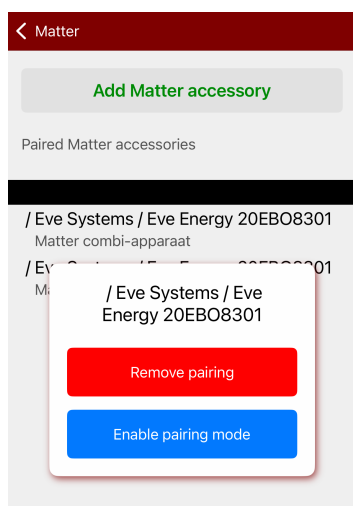 Matter
Add Matter accessory
Paired Matter accessories
/ Eve Systems / Eve Energy 20EBO8301
Matter combi-apparaat
/ Eve Systems / Eve
Energy 20EBO8301
Remove pairing
Enable pairing mode